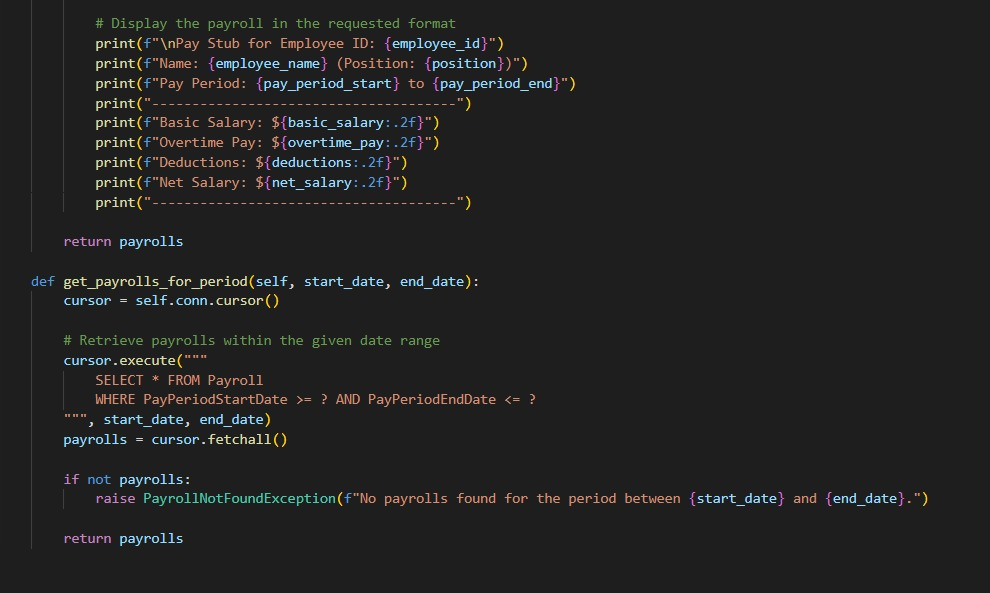 # Display the payroll in the requested format
print(f"\nPay Stub for Employee ID: {employee_id}")
print(f"Name: {employee_name} (Position: {position})")
print(f"Pay Period: {pay_period_start} to {pay_period_end}")
print("--------------------------------------")
print(f"Basic Salary: ${basic_salary:.2f}")
print(f"Overtime Pay: ${overtime_pay:.2f}")
print(f"Deductions: ${deductions:.2f}")
print(f"Net Salary: ${net_salary:.2f}")
print("--------------------------------------")
return payrolls
def get_payrolls_for_period(self, start_date, end_date):
cursor = self.conn.cursor()
# Retrieve payrolls within the given date range
cursor.execute("""
SELECT * FROM Payroll
WHERE PayPeriodStartDate >= ? AND PayPeriodEndDate <= ?
""", start_date, end_date)
payrolls = cursor.fetchall()
if not payrolls:
raise PayrollNotFoundException(f"No payrolls found for the period between {start_date} and {end_date}.")
return payrolls